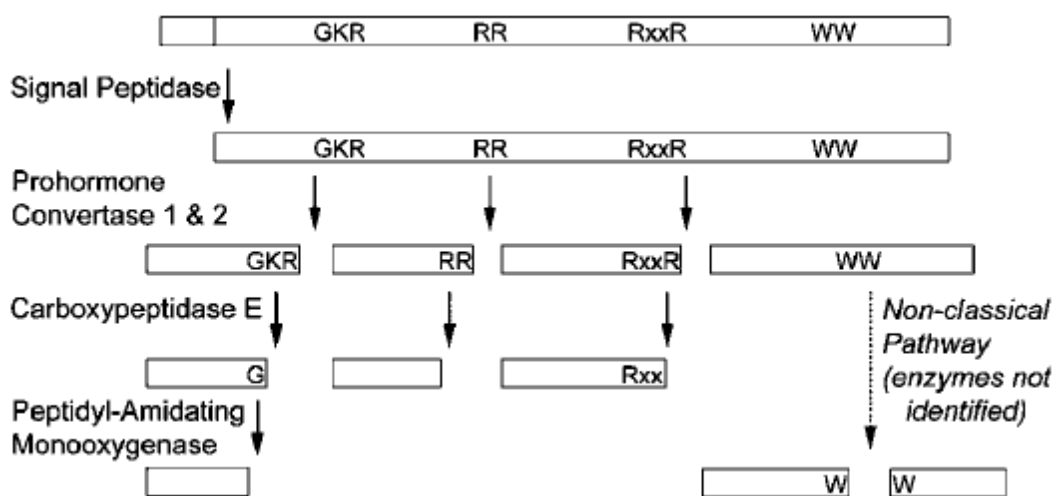 GKR RR RxxR WW
Signal Peptidase
GKR RR RxxR WW
Prohormone
Convertase 1 & 2
GKR RR RxxR WW
Carboxypeptidase E
Non-classical
Pathway
(enzymes not
identified)
G Rxx
Peptidyl-Amidating
Monooxygenase
W W